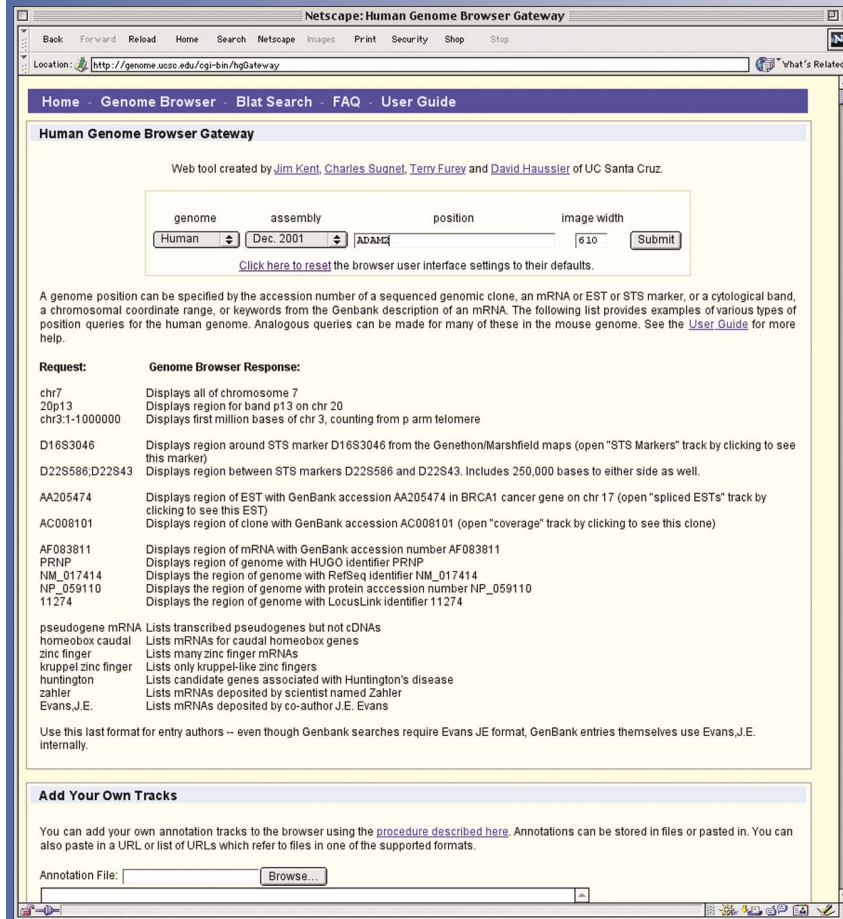 Netscape: Human Genome Browser Gateway
Back Forward Reload Home Search Netscape Images Print Security Shop Stop
Location: http://genome.ucsc.edu/cgi-bin/hgGateway What's Related
Home - Genome Browser - Blat Search - FAQ - User Guide
Human Genome Browser Gateway
Web tool created by Jim Kent, Charles Sugnet, Terry Furey and David Haussler of UC Santa Cruz.
genome assembly position image width
Human Dec. 2001 ADAM2 610 Submit
Click here to reset the browser user interface settings to their defaults.
A genome position can be specified by the accession number of a sequenced genomic clone, an mRNA or EST or STS marker, or a cytological band,
a chromosomal coordinate range, or keywords from the Genbank description of an mRNA. The following list provides examples of various types of
position queries for the human genome. Analogous queries can be made for many of these in the mouse genome. See the User Guide for more
help.
Request: Genome Browser Response:
chr7 Displays all of chromosome 7
20p13 Displays region for band p13 on chr 20
chr3:1-1000000 Displays first million bases of chr 3, counting from p arm telomere
D16S3046 Displays region around STS marker D16S3046 from the Genethon/Marshfield maps (open "STS Markers" track by clicking to see
this marker)
D22S586;D22S43 Displays region between STS markers D22S586 and D22S43. Includes 250,000 bases to either side as well.
AA205474 Displays region of EST with GenBank accession AA205474 in BRCA1 cancer gene on chr 17 (open "spliced ESTs" track by
clicking to see this EST)
AC008101 Displays region of clone with GenBank accession AC008101 (open "coverage" track by clicking to see this clone)
AF083811 Displays region of mRNA with GenBank accession number AF083811
PRNP Displays region of genome with HUGO identifier PRNP
NM_017414 Displays the region of genome with RefSeq identifier NM_017414
NP_059110 Displays the region of genome with protein acccession number NP_059110
11274 Displays the region of genome with LocusLink identifier 11274
pseudogene mRNA Lists transcribed pseudogenes but not cDNAs
homeobox caudal Lists mRNAs for caudal homeobox genes
zinc finger Lists many zinc finger mRNAs
kruppel zinc finger Lists only kruppel-like zinc fingers
huntington Lists candidate genes associated with Huntington's disease
zahler Lists mRNAs deposited by scientist named Zahler
Evans,J.E. Lists mRNAs deposited by co-author J.E. Evans
Use this last format for entry authors -- even though Genbank searches require Evans JE format, GenBank entries themselves use Evans,J.E.
internally.
Add Your Own Tracks
You can add your own annotation tracks to the browser using the procedure described here. Annotations can be stored in files or pasted in. You can
also paste in a URL or list of URLs which refer to files in one of the supported formats.
Annotation File: Browse...